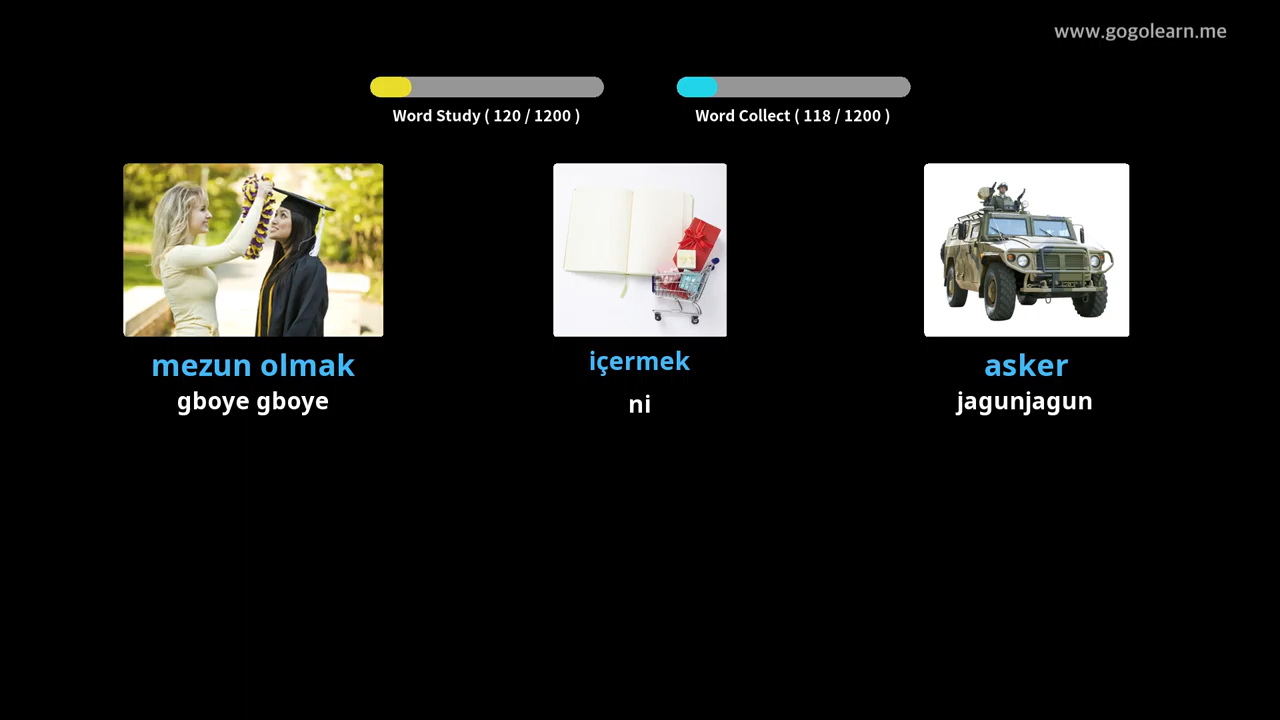 www.gogolearn.me
Word Study ( 120 / 1200 )
Word Collect ( 118 / 1200 )
mezun olmak
gboye gboye
içermek
ni
asker
jagunjagun